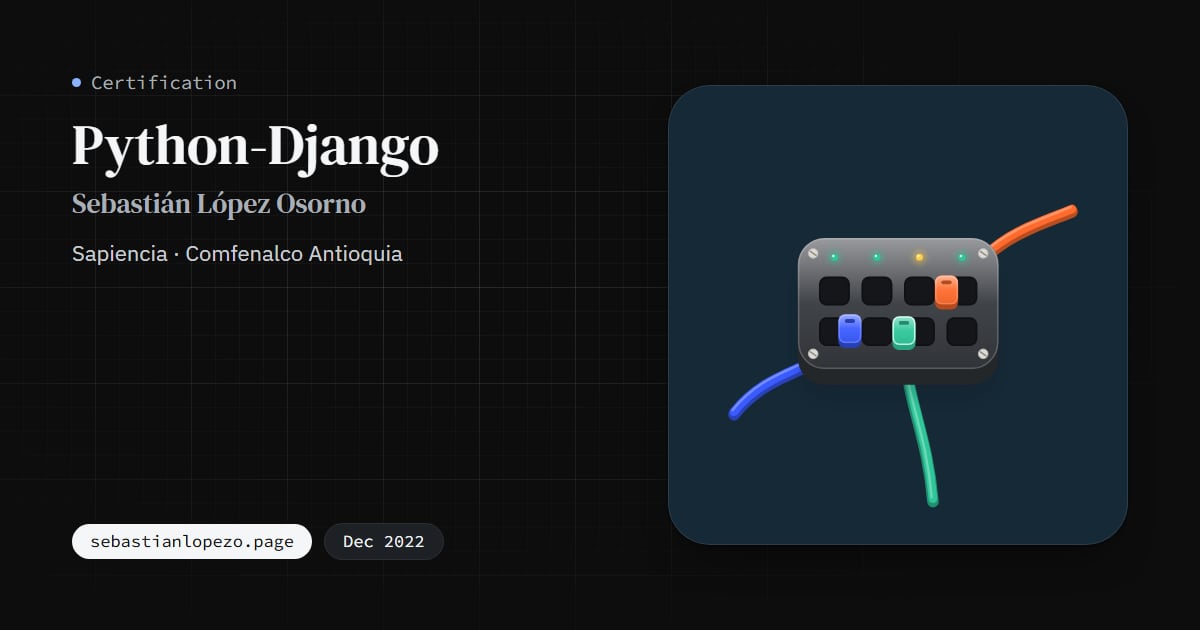 Certification
Python-Django
Sebastián López Osorno
Sapiencia · Comfenalco Antioquia
sebastianlopezo.page
Dec 2022